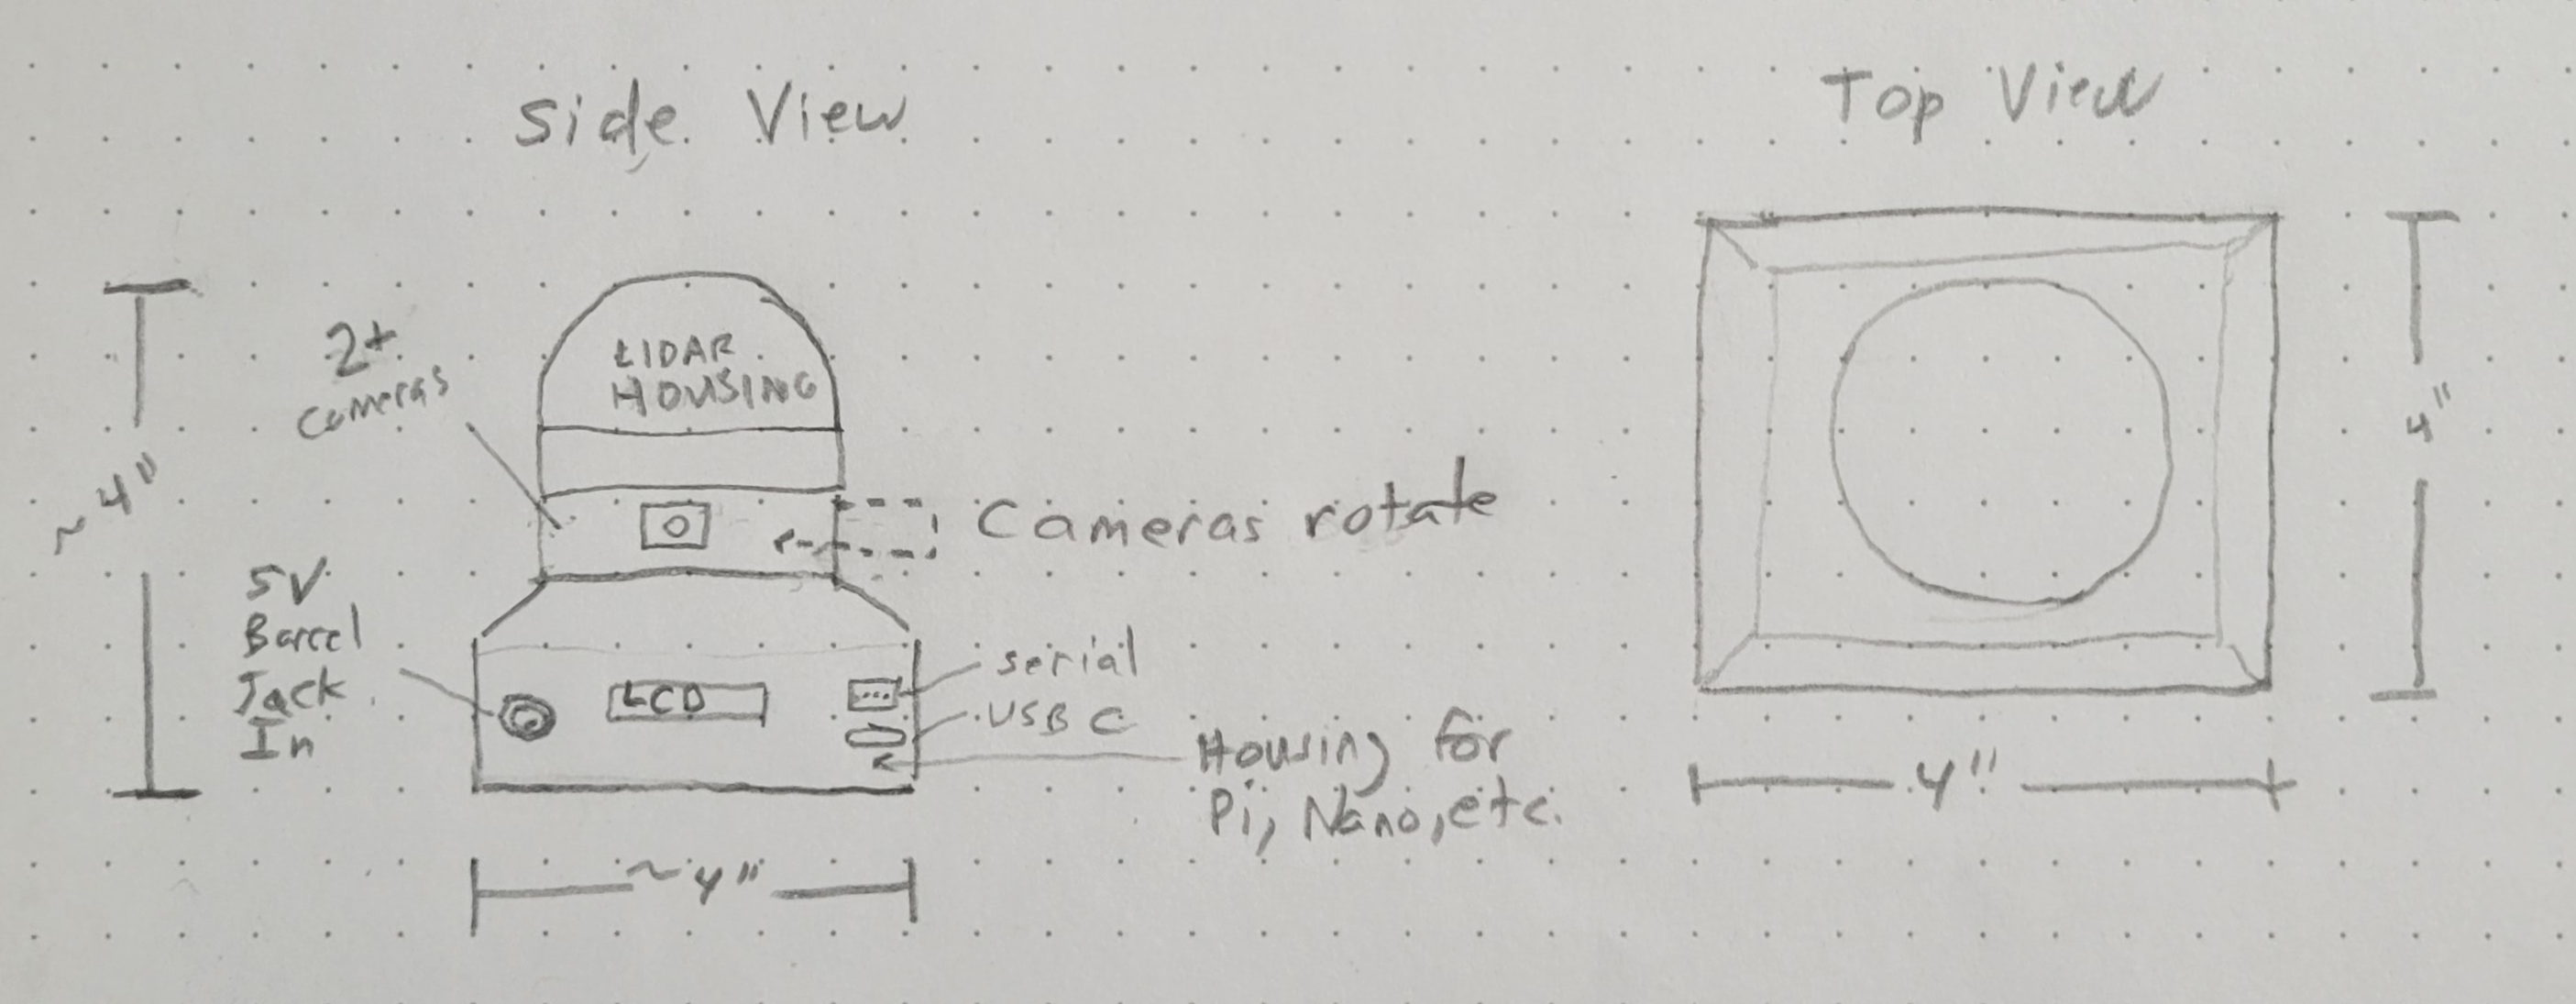 Side View
Top View
LIDAR
HOUSING
2+
cameras
~4"
4"
Cameras rotate
5V
Barrel
Jack
In
LCD
serial
USB C
Housing for
Pi, Nano, etc.
4"
~4"